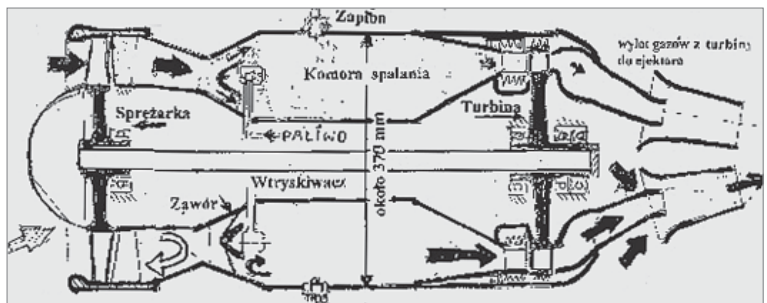 Zapłon
wylot gazów z turbiny
do ejektora
Komora spalania
Sprężarka
Turbina
PALIWO
około 370 mm
Wtryskiwacz
Zawór